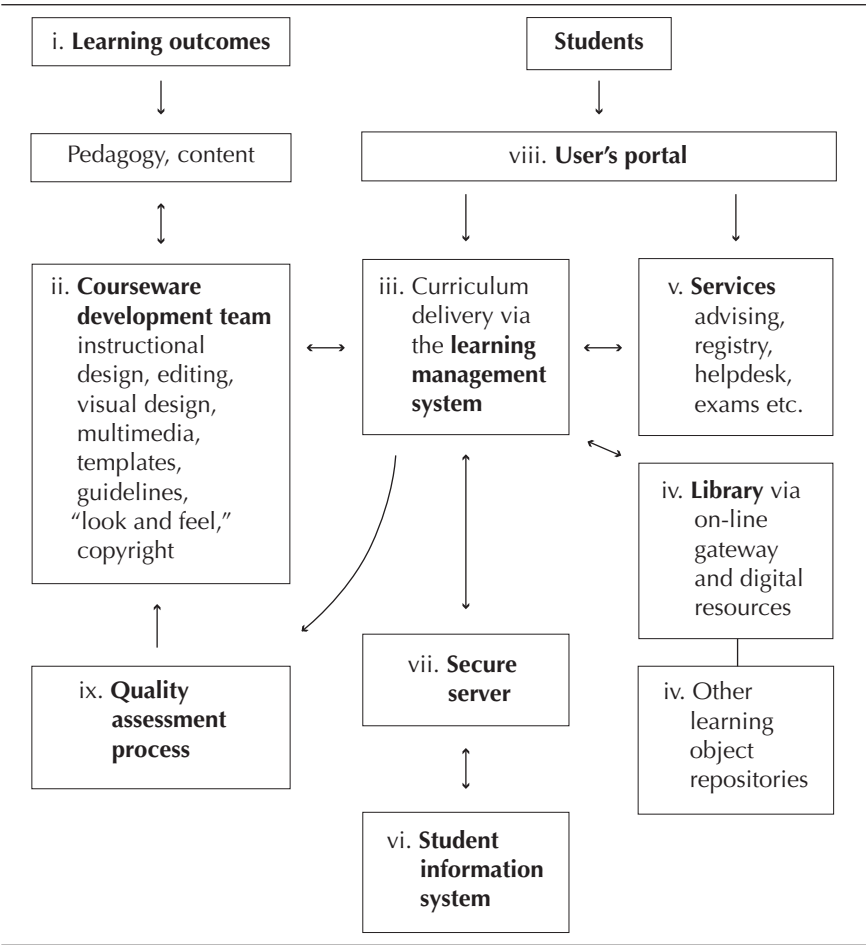 i. Learning outcomes
Students
Pedagogy, content
viii. User's portal
ii. Courseware
development team
instructional
design, editing,
visual design,
multimedia,
templates,
guidelines,
“look and feel,”
copyright
iii. Curriculum
delivery via
the learning
management
system
v. Services
advising,
registry,
helpdesk,
exams etc.
iv. Library via
on-line
gateway
and digital
resources
ix. Quality
assessment
process
vii. Secure
server
iv. Other
learning
object
repositories
vi. Student
information
system